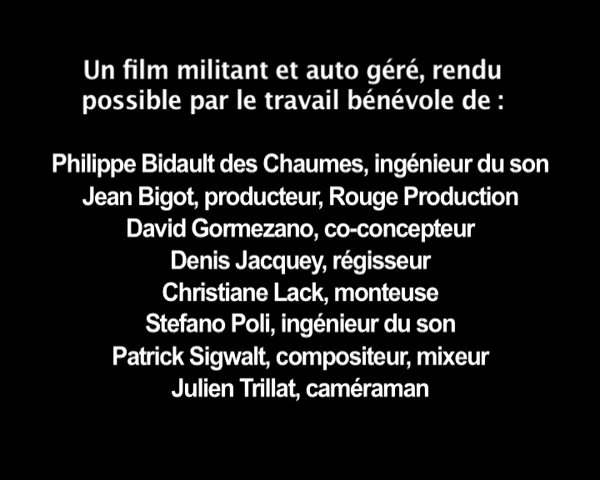 Un film militant et auto géré, rendu
possible par le travail bénévole de :
Philippe Bidault des Chaumes, ingénieur du son
Jean Bigot, producteur, Rouge Production
David Gormezano, co-concepteur
Denis Jacquey, régisseur
Christiane Lack, monteuse
Stefano Poli, ingénieur du son
Patrick Sigwalt, compositeur, mixeur
Julien Trillat, caméraman